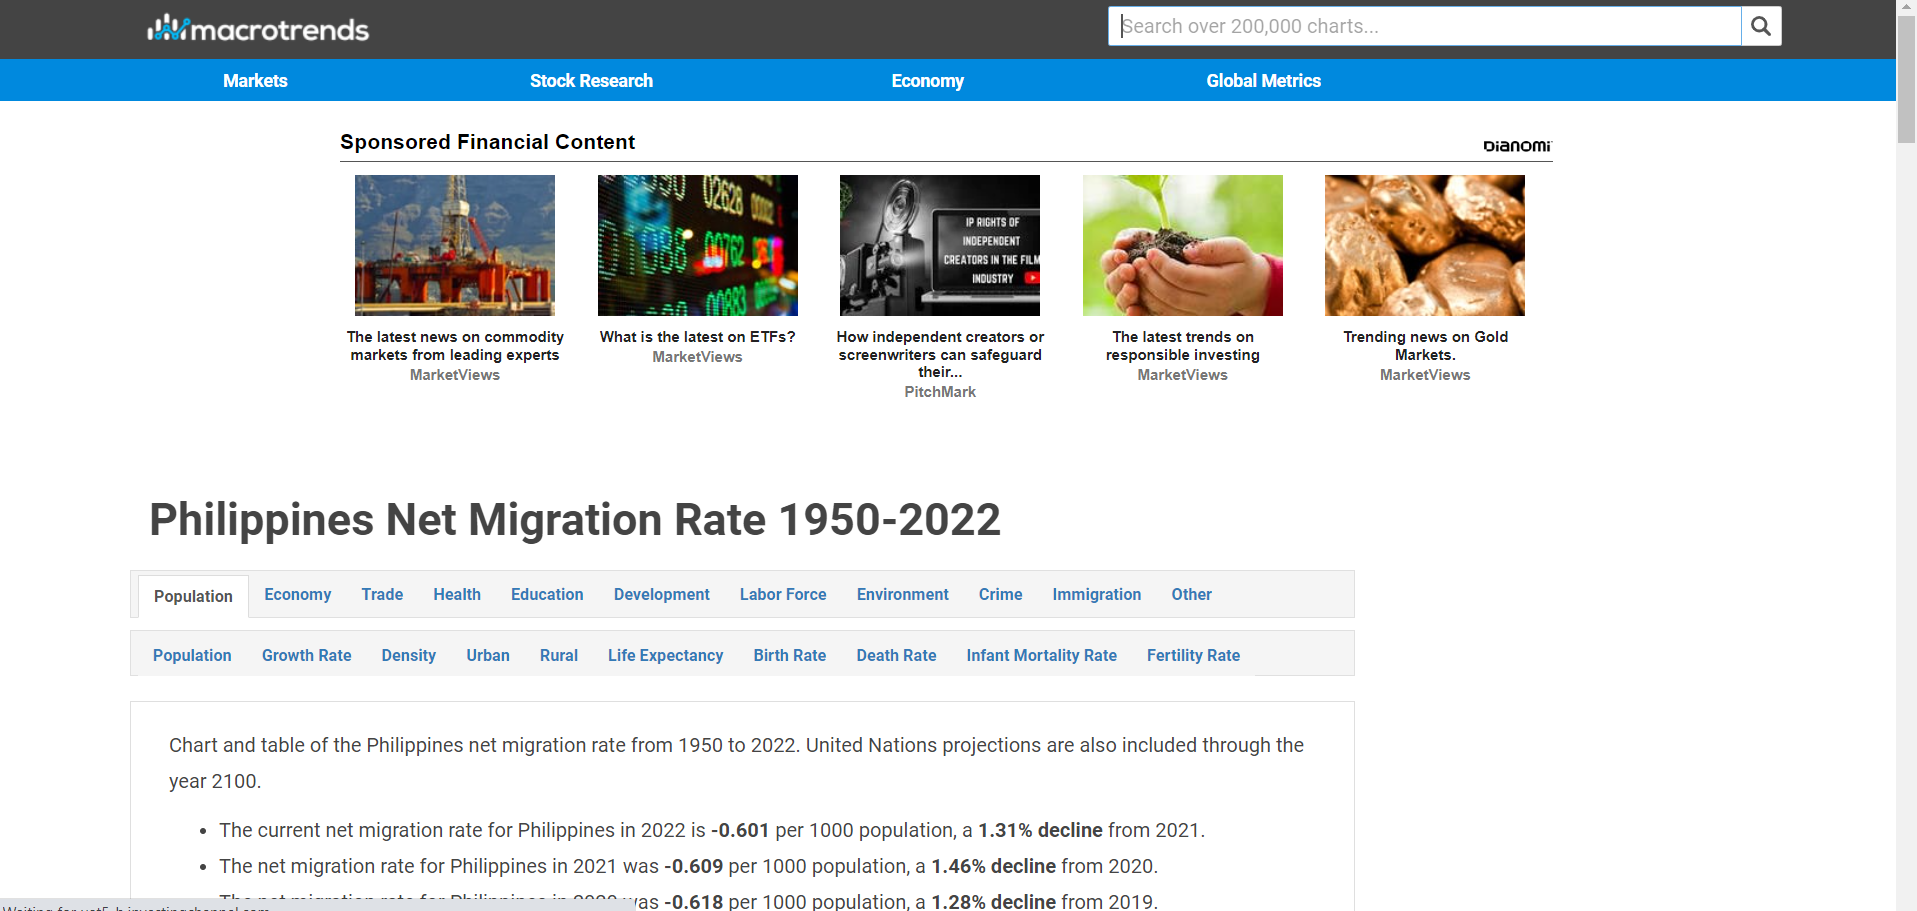 macrotrends
Search over 200,000 charts...
Markets
Stock Research
Economy
Global Metrics
Sponsored Financial Content
DIANOMI
02628
IP RIGHTS OF
INDEPENDENT
CREATORS IN THE FILM
INDUSTRY
The latest news on commodity
markets from leading experts
MarketViews
What is the latest on ETFs?
MarketViews
How independent creators or
screenwriters can safeguard
their...
PitchMark
The latest trends on
responsible investing
MarketViews
Trending news on Gold
Markets.
MarketViews
Philippines Net Migration Rate 1950-2022
Population Economy Trade Health Education Development Labor Force Environment Crime Immigration Other
Population Growth Rate Density Urban Rural Life Expectancy Birth Rate Death Rate Infant Mortality Rate Fertility Rate
Chart and table of the Philippines net migration rate from 1950 to 2022. United Nations projections are also included through the
year 2100.
• The current net migration rate for Philippines in 2022 is -0.601 per 1000 population, a 1.31% decline from 2021.
• The net migration rate for Philippines in 2021 was -0.609 per 1000 population, a 1.46% decline from 2020.
The net migration rate for Philippines in 2020 was -0.618 per 1000 population, a 1.28% decline from 2019.